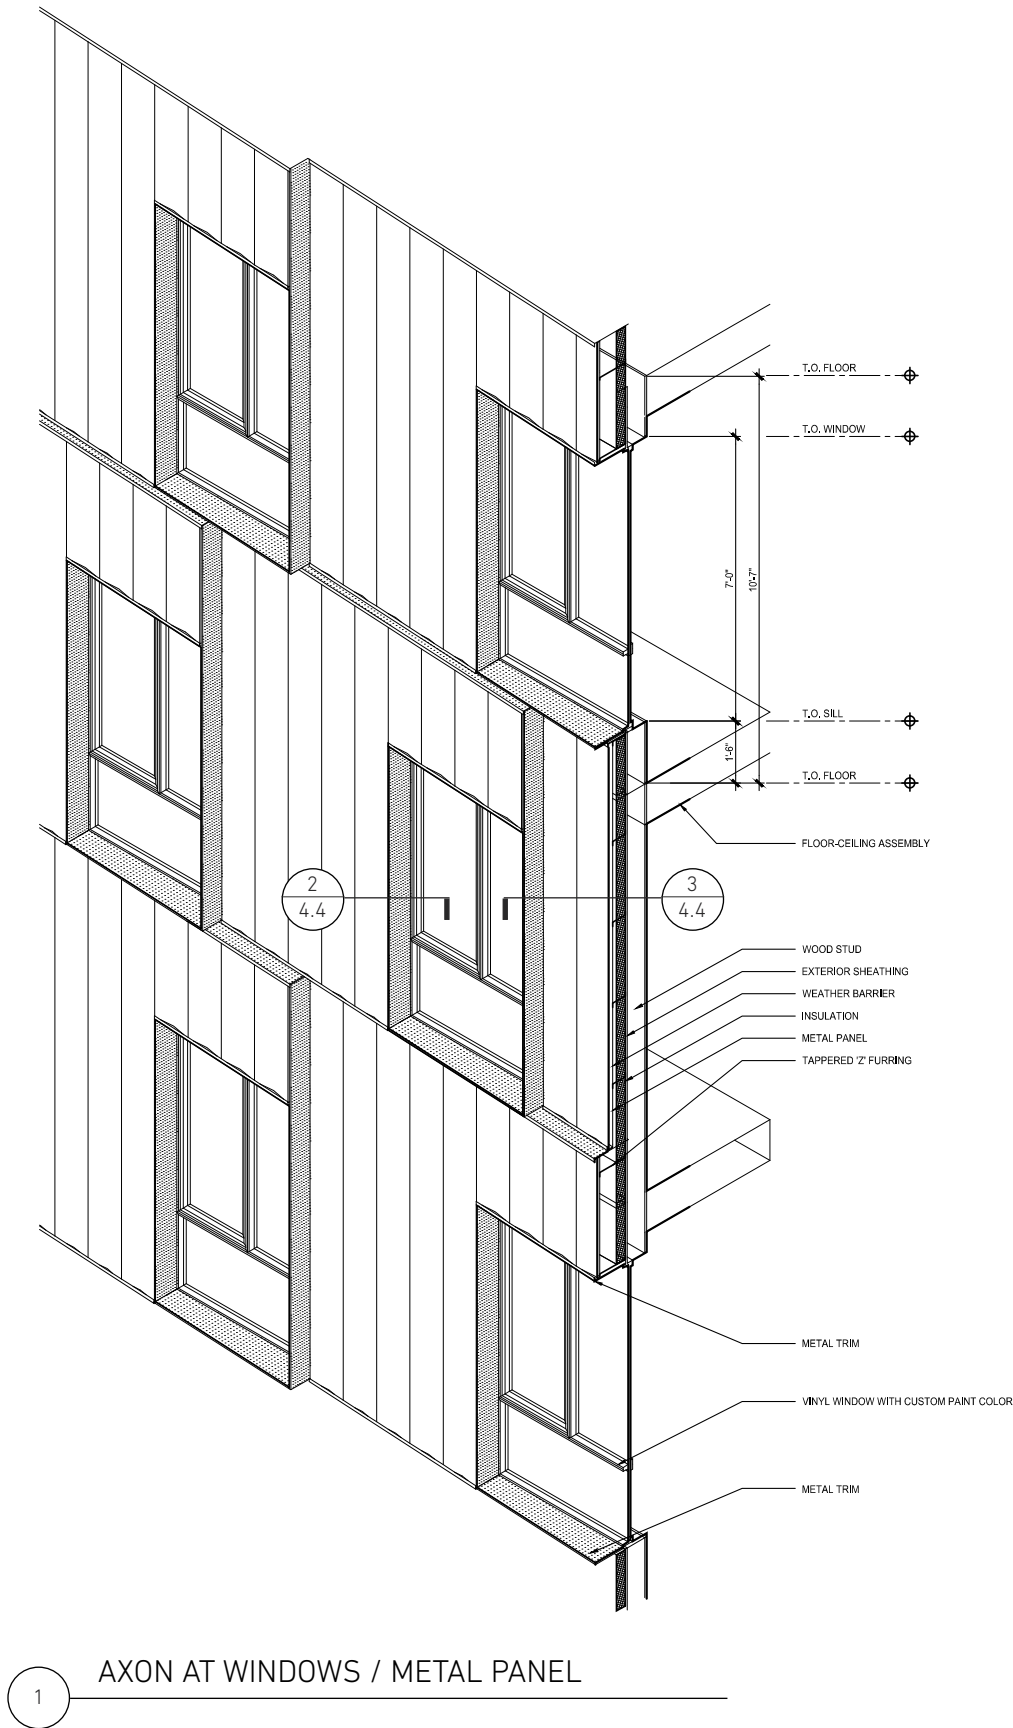 T.O. FLOOR
T.O. WINDOW
7'-0"
10'-7"
T.O. SILL
1'-6"
T.O. FLOOR
FLOOR-CEILING ASSEMBLY
2
4.4
3
4.4
WOOD STUD
EXTERIOR SHEATHING
WEATHER BARRIER
INSULATION
METAL PANEL
TAPPERED 'Z' FURRING
METAL TRIM
VINYL WINDOW WITH CUSTOM PAINT COLOR
METAL TRIM
AXON AT WINDOWS / METAL PANEL
1